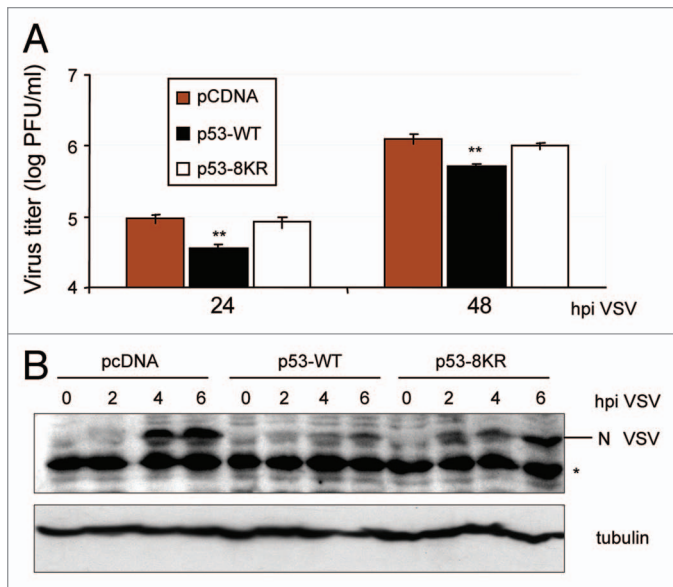 A
Virus titer (log PFU/ml)
7
6
5
4
pCDNA
p53-WT
p53-8KR
**
**
24
48
hpi VSV
B
pcDNA
p53-WT
p53-8KR
0 2 4 6 0 2 4 6 0 2 4 6 hpi VSV
N VSV
*
tubulin